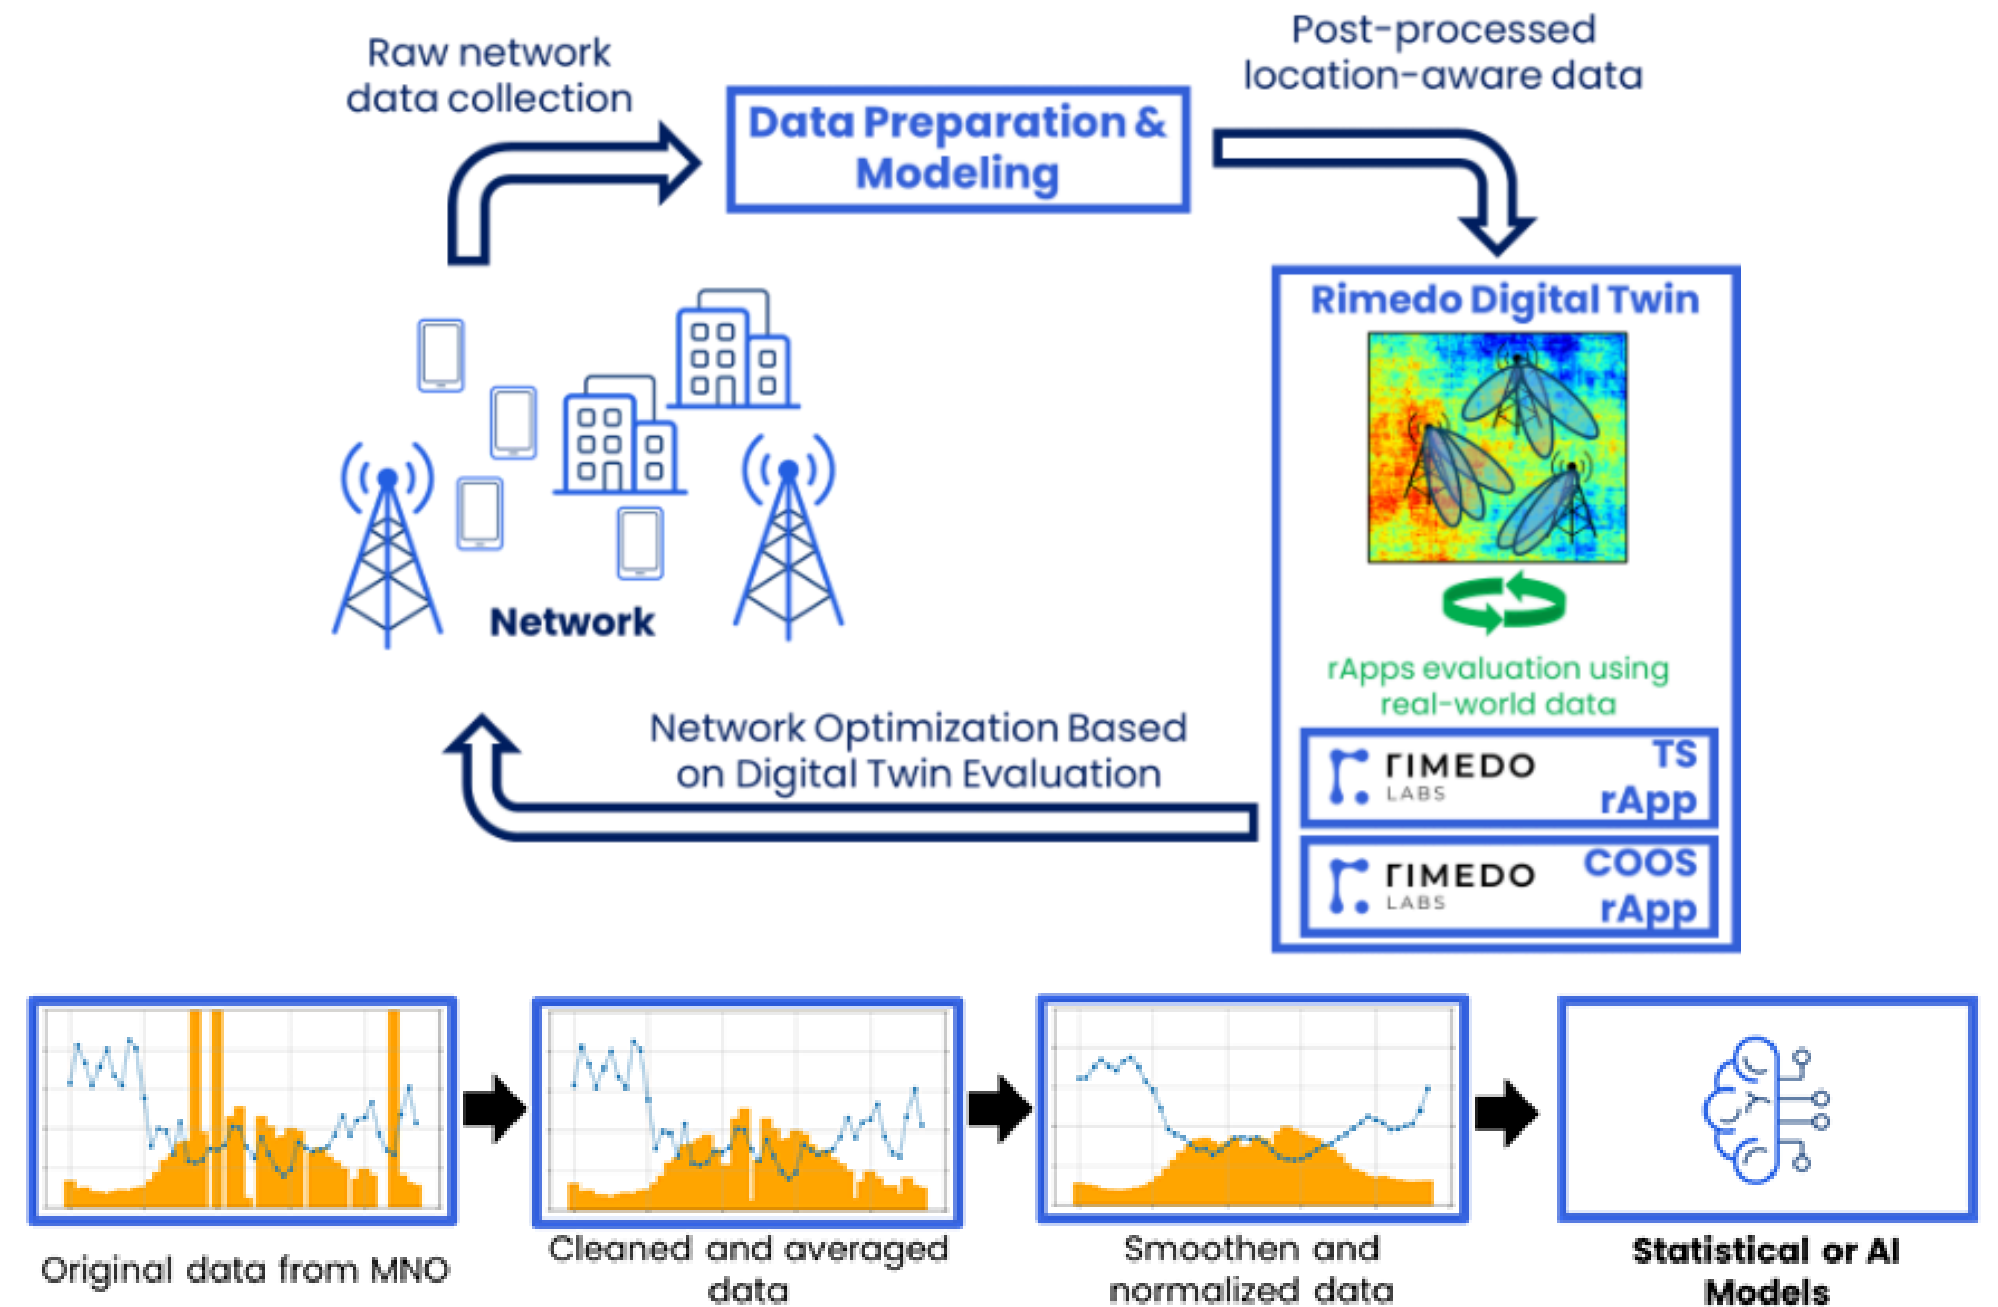 Raw network
data collection
Post-processed
location-aware data
Data Preparation &
Modeling
Rimedo Digital Twin
Network
rApps evaluation using
real-world data
Network Optimization Based
on Digital Twin Evaluation
rIMEDO
LABS
TS
rApp
rIMEDO
LABS
COOS
rApp
Original data from MNO
Cleaned and averaged
data
Smoothen and
normalized data
Statistical or AI
Models